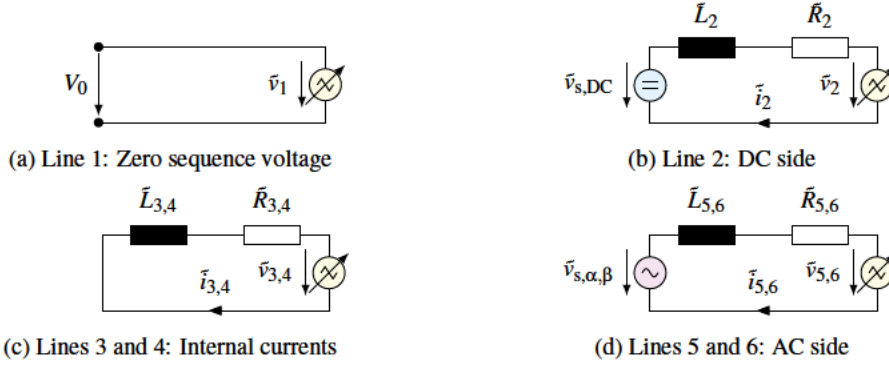 L̃₂ R̃₂
V₀ ṽ₁ ṽₛ,DC ĩ₂ ṽ₂
(a) Line 1: Zero sequence voltage
(b) Line 2: DC side
L̃₃,₄ R̃₃,₄ L̃₅,₆ R̃₅,₆
ĩ₃,₄ ṽ₃,₄ ṽₛ,α,β ĩ₅,₆ ṽ₅,₆
(c) Lines 3 and 4: Internal currents
(d) Lines 5 and 6: AC side